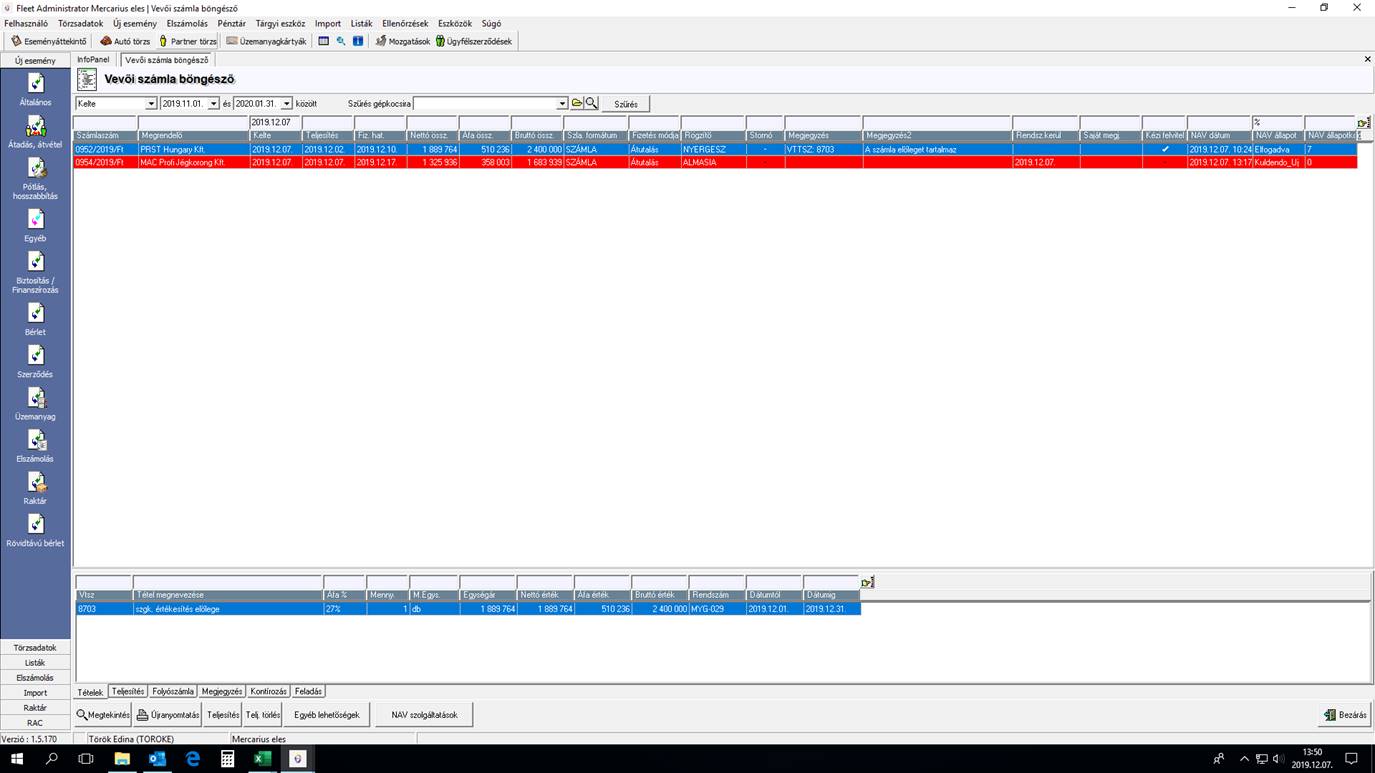 Fleet Administrator Mercarius eles | Vevői számla böngésző
Felhasználó Törzsadatok Új esemény Elszámolás Pénztár Tárgyi eszköz Import Listák Ellenőrzések Eszközök Súgó
Eseményáttekintő Autó törzs Partner törzs Üzemanyagkártyák Mozgatások Ügyfélszerződések
Új esemény InfoPanel Vevői számla böngésző
Vevői számla böngésző
Kelte 2019.11.01. és 2020.01.31. között Szűrés gépkocsira Szűrés
2019.12.07 %
Számlaszám Megrendelő Kelte Teljesítés Fiz. hat. Nettó össz. Áfa össz. Bruttó össz. Szla. formátum Fizetés módja Rögzítő Stornó Megjegyzés Megjegyzés2 Rendsz.kerül Saját megj. Kézi felvitel NAV dátum NAV állapot NAV állapotk
0952/2019/Ft PRST Hungary Kft. 2019.12.07. 2019.12.02. 2019.12.10. 1 889 764 510 236 2 400 000 SZÁMLA Átutalás NYERGESZ - VTTSZ: 8703 A számla előleget tartalmaz ✔ 2019.12.07. 10:24 Elfogadva 7
0954/2019/Ft MAC Profi Jégkorong Kft. 2019.12.07. 2019.12.07. 2019.12.17. 1 325 936 358 003 1 683 939 SZÁMLA Átutalás ALMASIA - 2019.12.07. - 2019.12.07. 13:17 Kuldendo_Uj 0
Általános
Átadás, átvétel
Pótlás,
hosszabbítás
Egyéb
Biztosítás /
Finanszírozás
Bérlet
Szerződés
Üzemanyag
Elszámolás
Raktár
Rövidtávú bérlet
Vtsz Tétel megnevezése Áfa % Menny. M.Egys. Egységár Nettó érték Áfa érték Bruttó érték Rendszám Dátumtól Dátumig
8703 szgk. értékesítés előlege 27% 1 db 1 889 764 1 889 764 510 236 2 400 000 MYG-029 2019.12.01. 2019.12.31.
Törzsadatok
Listák
Elszámolás
Import
Raktár
RAC
Tételek Teljesítés Folyószámla Megjegyzés Kontírozás Feladás
Megtekintés Újranyomtatás Teljesítés Telj. törlés Egyéb lehetőségek NAV szolgáltatások Bezárás
Verzió : 1.5.170 Török Edina (TOROKE) Mercarius eles
13:50
2019.12.07.